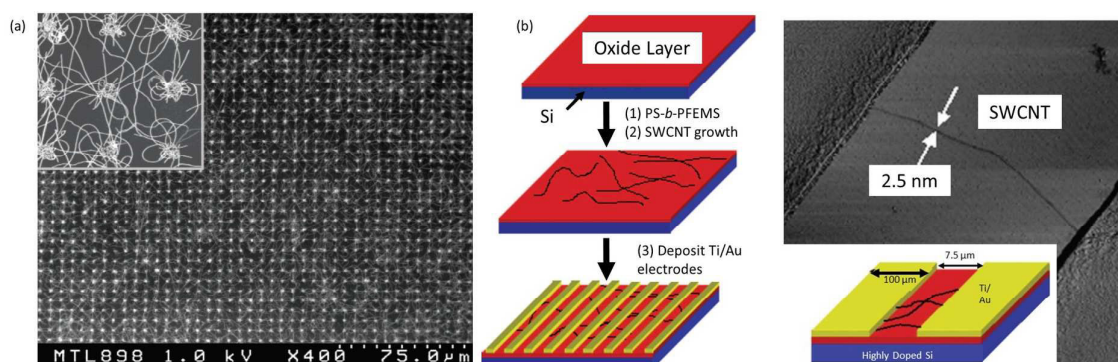 (a)
MTL898 1.0 kV X400 75.0µm
(b)
Oxide Layer
Si
(1) PS-b-PFEMS
(2) SWCNT growth
(3) Deposit Ti/Au
electrodes
SWCNT
2.5 nm
7.5 µm
100 µm
Ti/
Au
Highly Doped Si